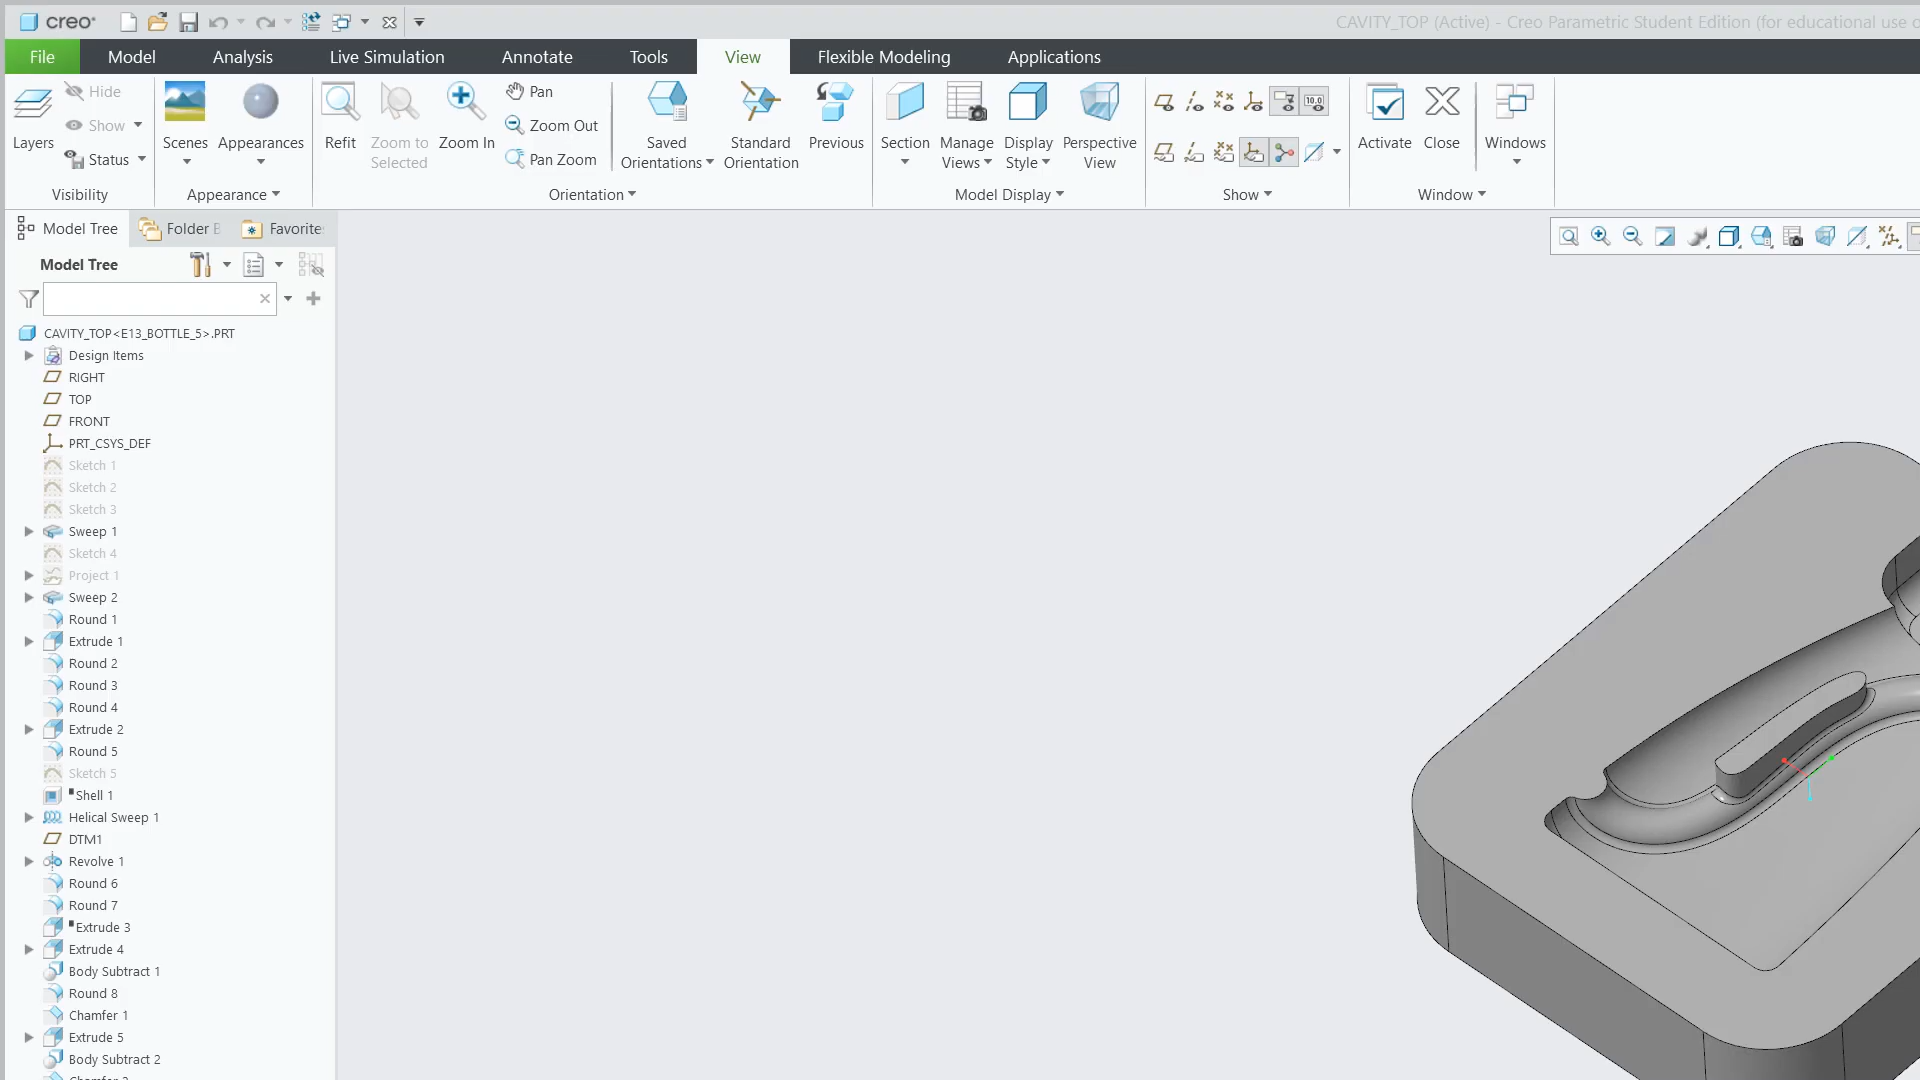 creo
CAVITY_TOP (Active) - Creo Parametric Student Edition (for educational use o
File
Model
Analysis
Live Simulation
Annotate
Tools
View
Flexible Modeling
Applications
Layers
Hide
Show
Status
Visibility
Scenes
Appearances
Appearance
Refit
Zoom to
Selected
Zoom In
Pan
Zoom Out
Pan Zoom
Saved
Orientations
Standard
Orientation
Previous
Orientation
Section
Manage
Views
Display
Style
Perspective
View
Model Display
10.0
Show
Activate
Close
Windows
Window
Model Tree
Folder B
Favorite
Model Tree
CAVITY_TOP<E13_BOTTLE_5>.PRT
Design Items
RIGHT
TOP
FRONT
PRT_CSYS_DEF
Sketch 1
Sketch 2
Sketch 3
Sweep 1
Sketch 4
Project 1
Sweep 2
Round 1
Extrude 1
Round 2
Round 3
Round 4
Extrude 2
Round 5
Sketch 5
Shell 1
Helical Sweep 1
DTM1
Revolve 1
Round 6
Round 7
Extrude 3
Extrude 4
Body Subtract 1
Round 8
Chamfer 1
Extrude 5
Body Subtract 2